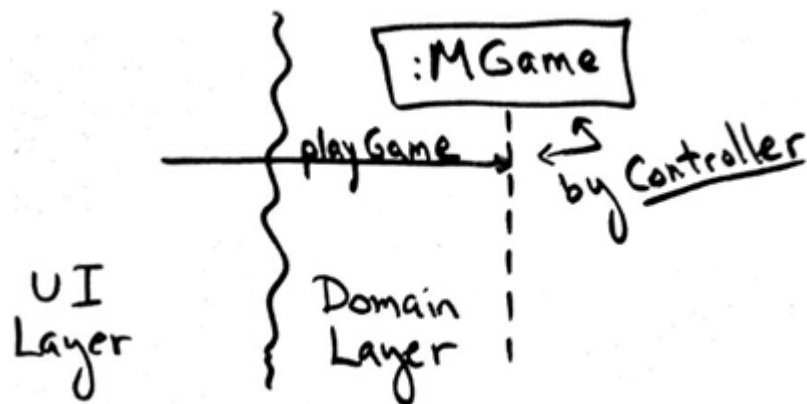 :MGame
playGame
by Controller
UI
Layer
Domain
Layer